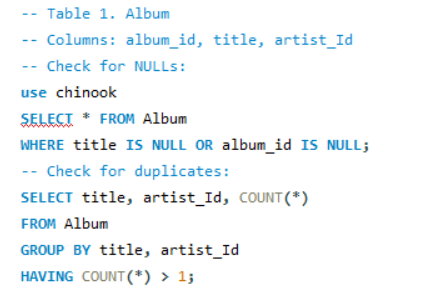 -- Table 1. Album
-- Columns: album_id, title, artist_Id
-- Check for NULLs:
use chinook
SELECT * FROM Album
WHERE title IS NULL OR album_id IS NULL;
-- Check for duplicates:
SELECT title, artist_Id, COUNT(*)
FROM Album
GROUP BY title, artist_Id
HAVING COUNT(*) > 1;